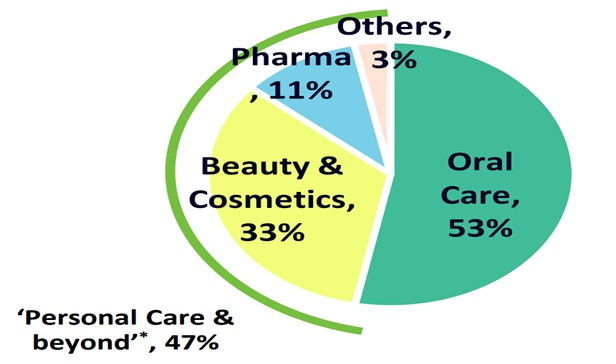 Others,
3%
Pharma
, 11%
Oral
Care,
53%
Beauty &
Cosmetics,
33%
‘Personal Care &
beyond’*, 47%